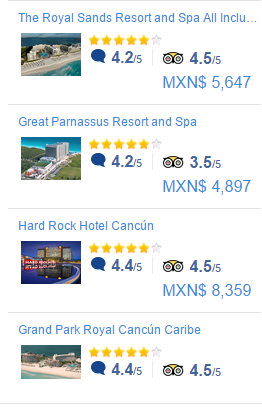 The Royal Sands Resort and Spa All Inclu...
4.2/5 4.5/5
MXN$ 5,647
Great Parnassus Resort and Spa
4.2/5 3.5/5
MXN$ 4,897
Hard Rock Hotel Cancún
4.4/5 4.5/5
MXN$ 8,359
Grand Park Royal Cancún Caribe
4.4/5 4.5/5